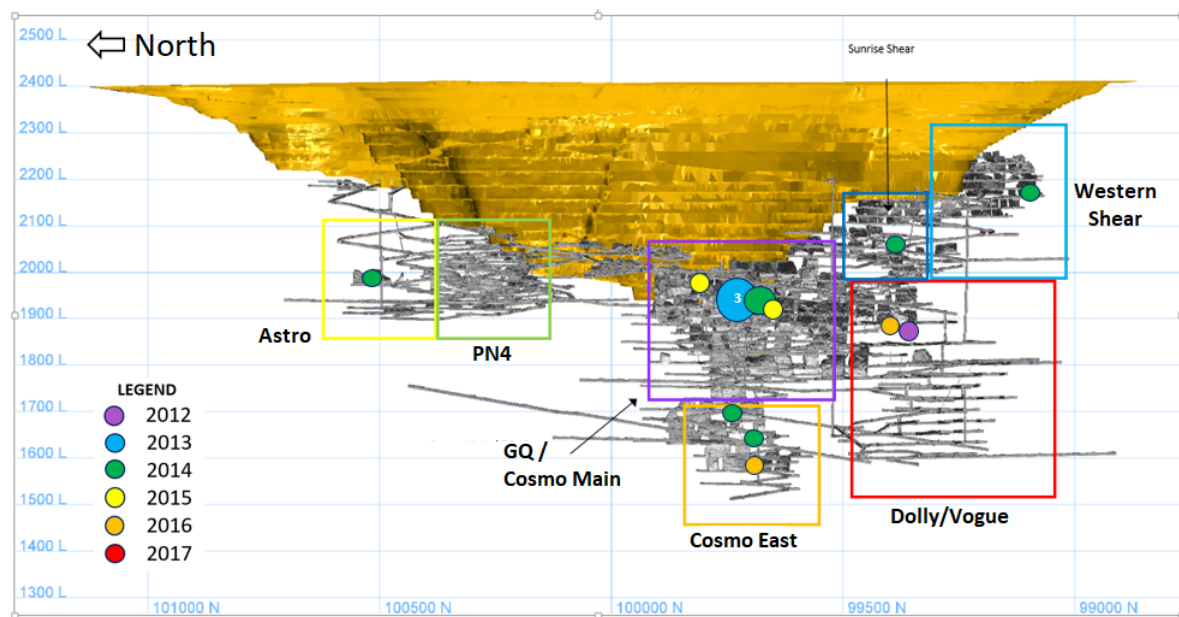 2500 L
North
Sunrise Shear
2400 L
2300 L
2200 L
Western
Shear
2100 L
2000 L
3
1900 L
Astro
PN4
1800 L
LEGEND
1700 L
2012
2013
1600 L
2014
GQ /
Cosmo Main
2015
1500 L
2016
Dolly/Vogue
Cosmo East
1400 L
2017
1300 L
101000 N
100500 N
100000 N
99500 N
99000 N